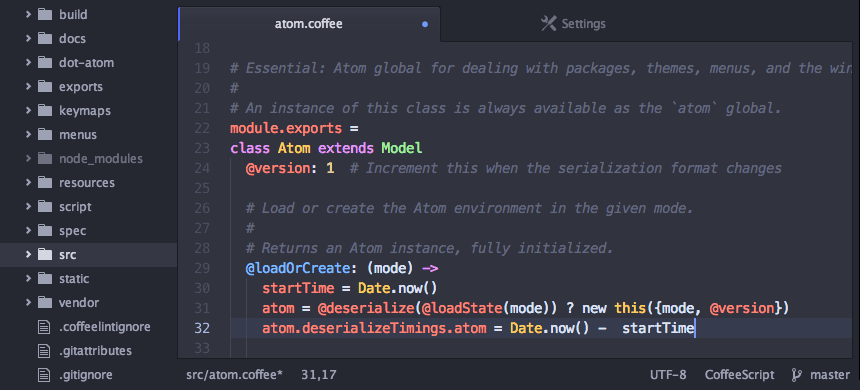 build
docs
dot-atom
exports
keymaps
menus
node_modules
resources
script
spec
src
static
vendor
.coffeelintignore
.gitattributes
.gitignore
atom.coffee
Settings
18
19 # Essential: Atom global for dealing with packages, themes, menus, and the win
20 #
21 # An instance of this class is always available as the `atom` global.
22 module.exports =
23 class Atom extends Model
24 @version: 1  # Increment this when the serialization format changes
25
26 # Load or create the Atom environment in the given mode.
27 #
28 # Returns an Atom instance, fully initialized.
29 @loadOrCreate: (mode) ->
30 startTime = Date.now()
31 atom = @deserialize(@loadState(mode)) ? new this({mode, @version})
32 atom.deserializeTimings.atom = Date.now() -  startTime
33
src/atom.coffee* 31,17 UTF-8 CoffeeScript master